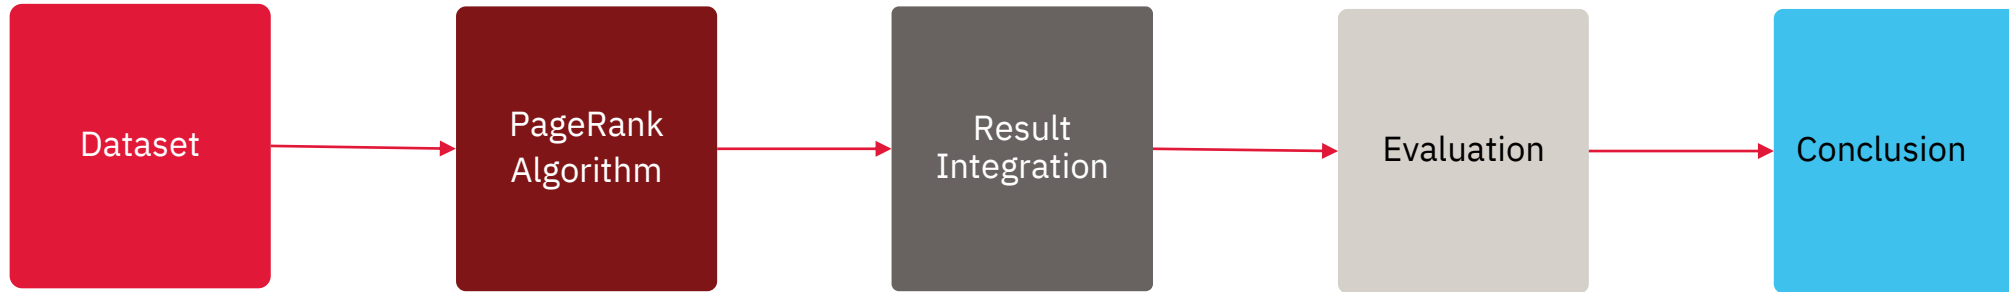 Dataset
PageRank
Algorithm
Result
Integration
Evaluation
Conclusion